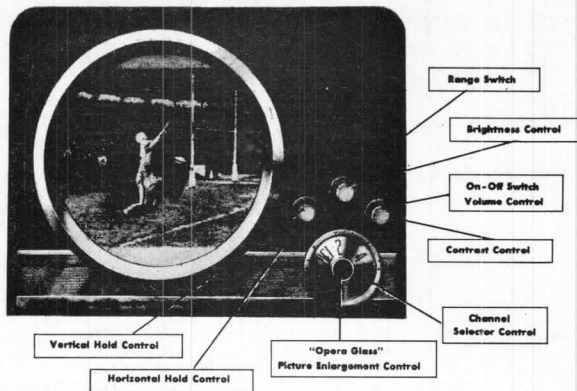 Range Switch
Brightness Control
On-Off Switch
Volume Control
Contrast Control
Channel
Selector Control
"Opera Glass"
Picture Enlargement Control
Vertical Hold Control
Horizontal Hold Control